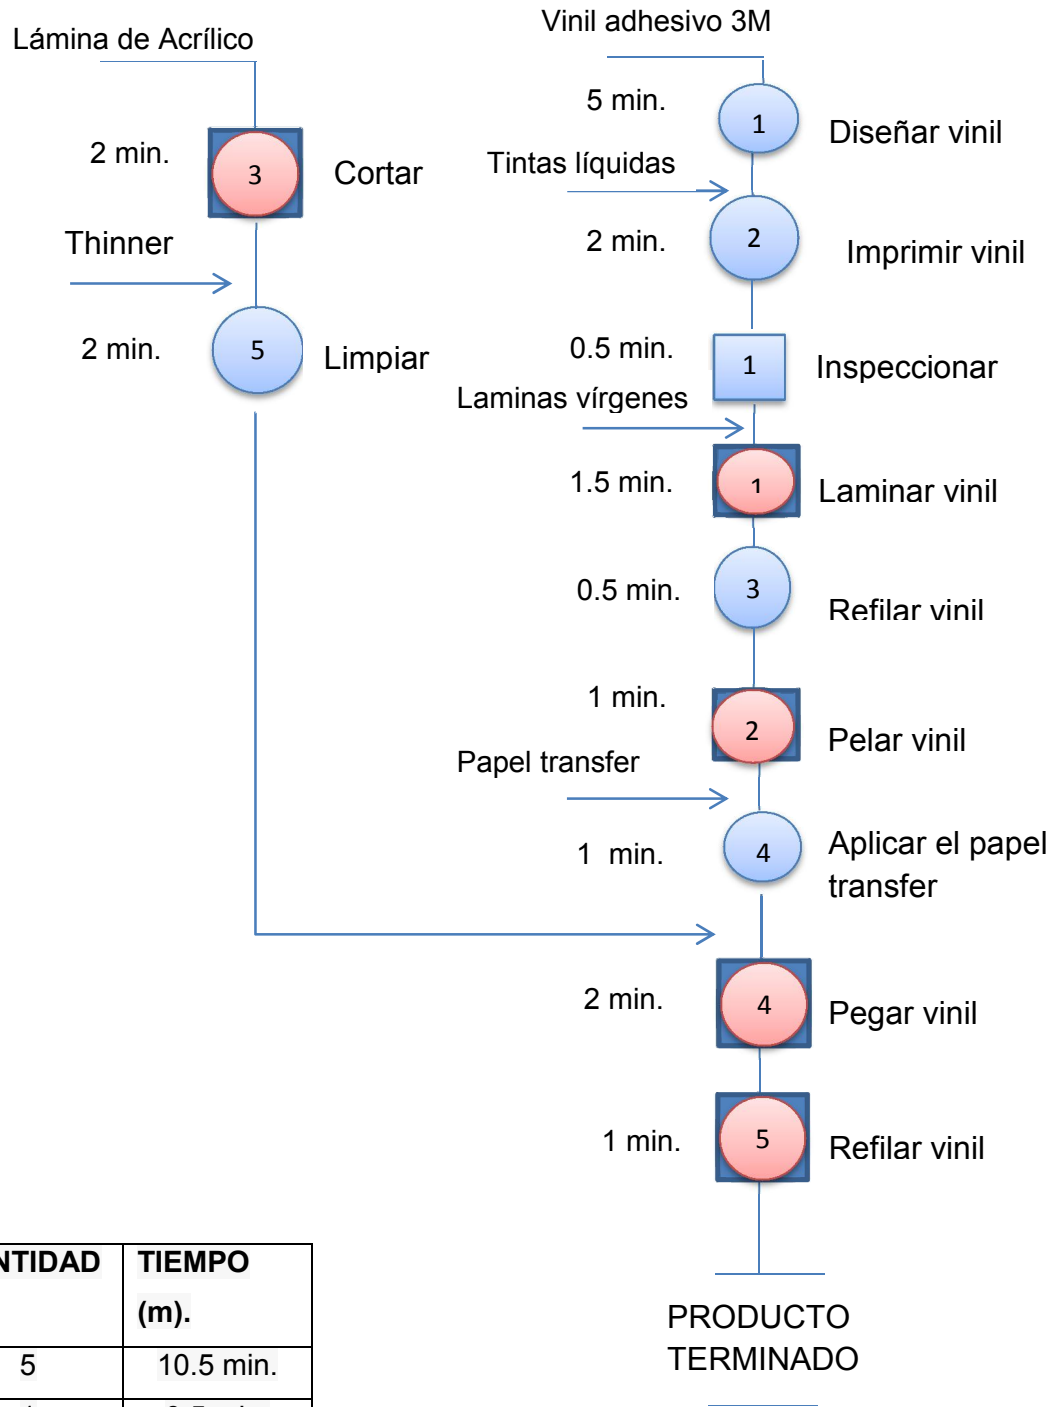 Lámina de Acrílico
Vinil adhesivo 3M
5 min.
1
Diseñar vinil
2 min.
3
Cortar
Tintas líquidas
Thinner
2 min.
2
Imprimir vinil
2 min.
5
Limpiar
0.5 min.
1
Inspeccionar
Laminas vírgenes
1.5 min.
1
Laminar vinil
0.5 min.
3
Refilar vinil
1 min.
2
Pelar vinil
Papel transfer
1 min.
4
Aplicar el papel
transfer
2 min.
4
Pegar vinil
1 min.
5
Refilar vinil
NTIDAD
TIEMPO
(m).
5
10.5 min.
PRODUCTO
TERMINADO